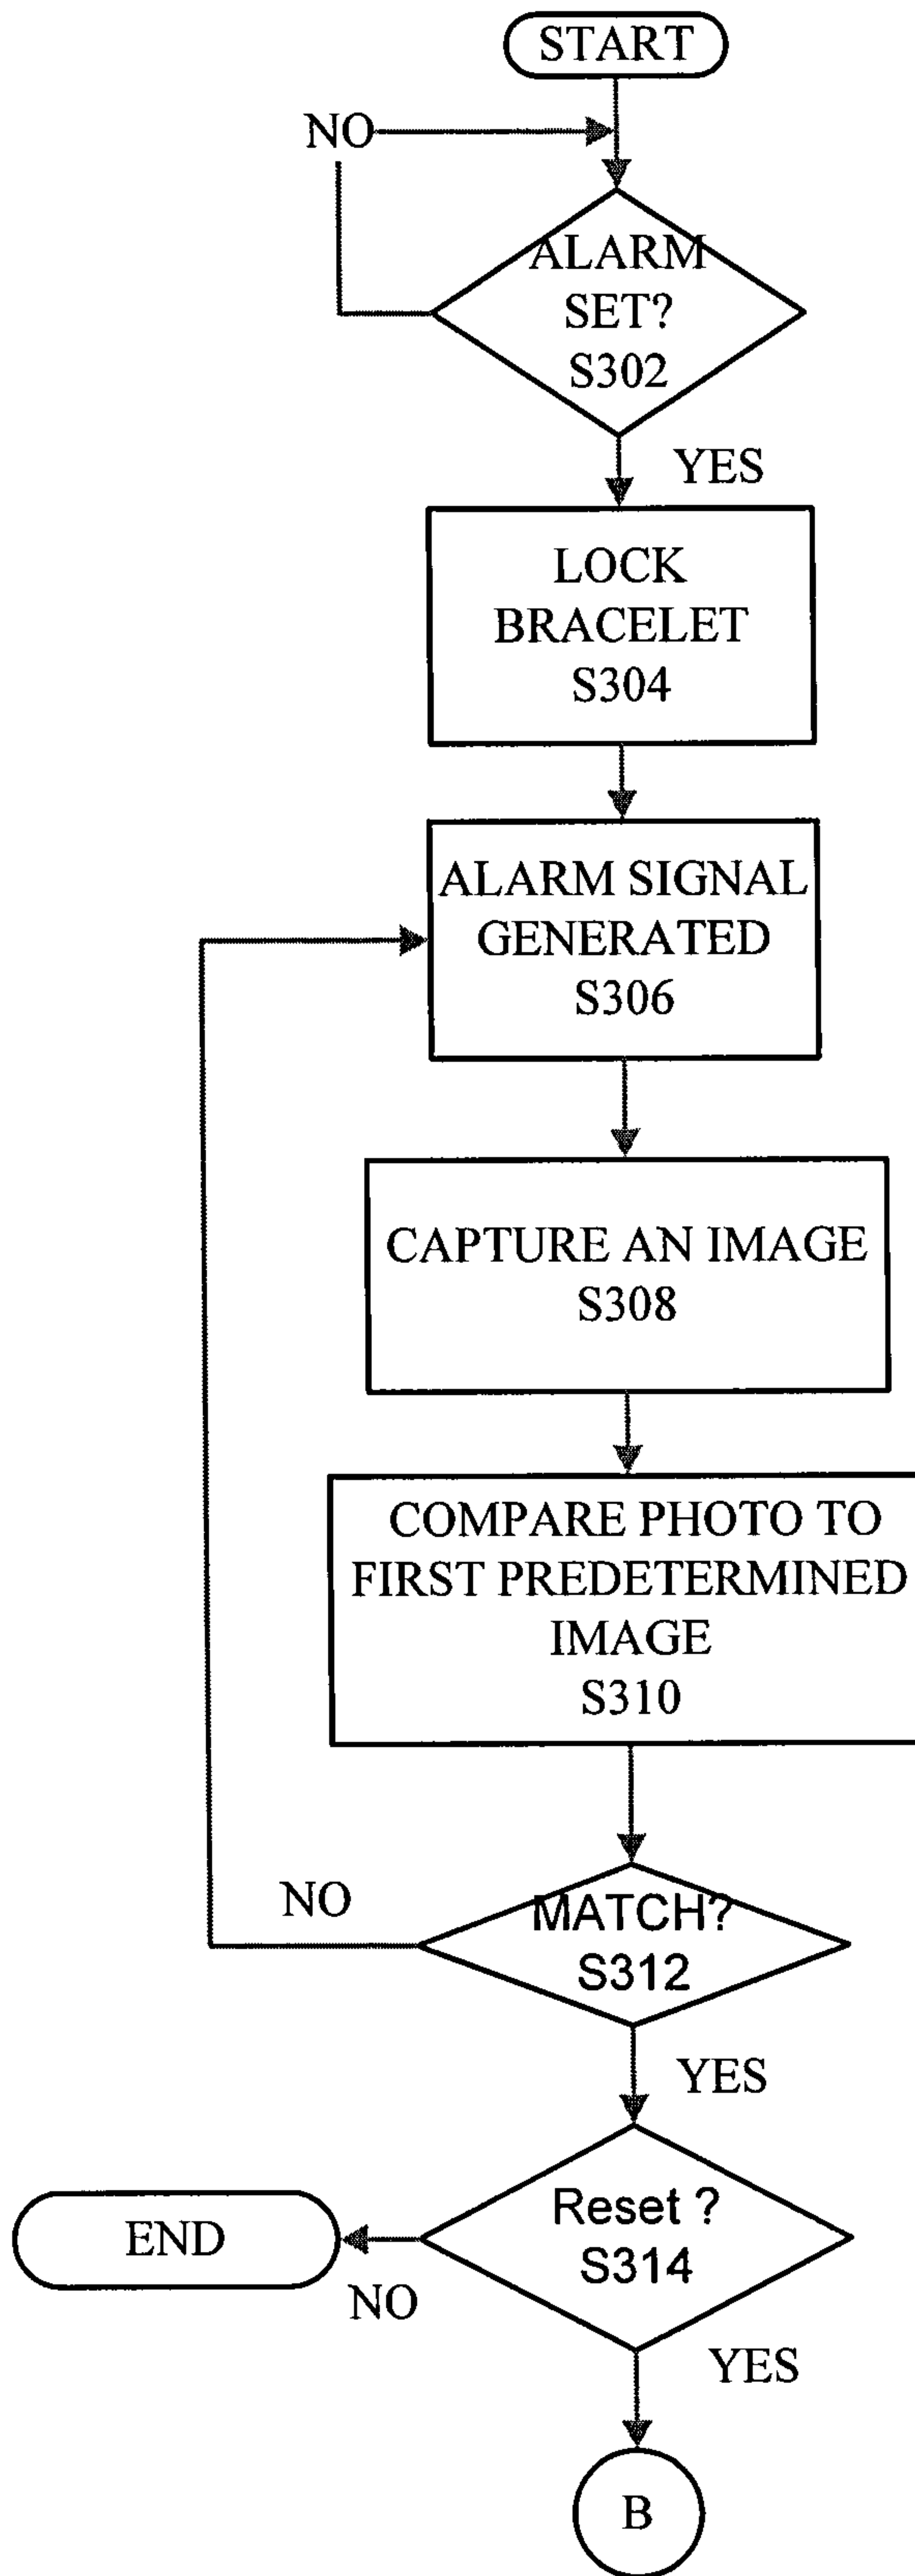 START
NO
ALARM
SET?
S302
YES
LOCK
BRACELET
S304
ALARM SIGNAL
GENERATED
S306
CAPTURE AN IMAGE
S308
COMPARE PHOTO TO
FIRST PREDETERMINED
IMAGE
S310
NO
MATCH?
S312
YES
Reset ?
S314
END
NO
YES
B